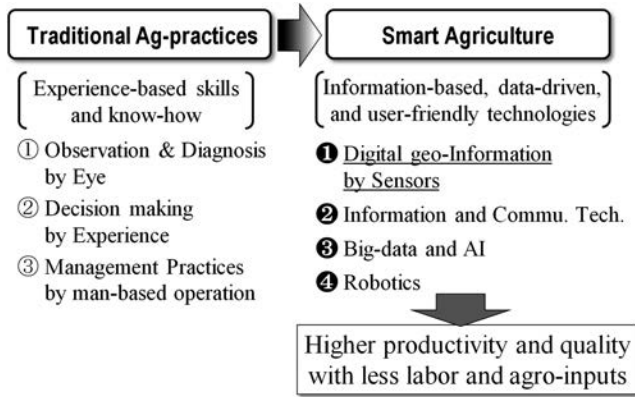 Traditional Ag-practices
Experience-based skills
and know-how
① Observation & Diagnosis
by Eye
② Decision making
by Experience
③ Management Practices
by man-based operation
Smart Agriculture
Information-based, data-driven,
and user-friendly technologies
❶ Digital geo-Information
by Sensors
❷ Information and Commu. Tech.
❸ Big-data and AI
❹ Robotics
Higher productivity and quality
with less labor and agro-inputs